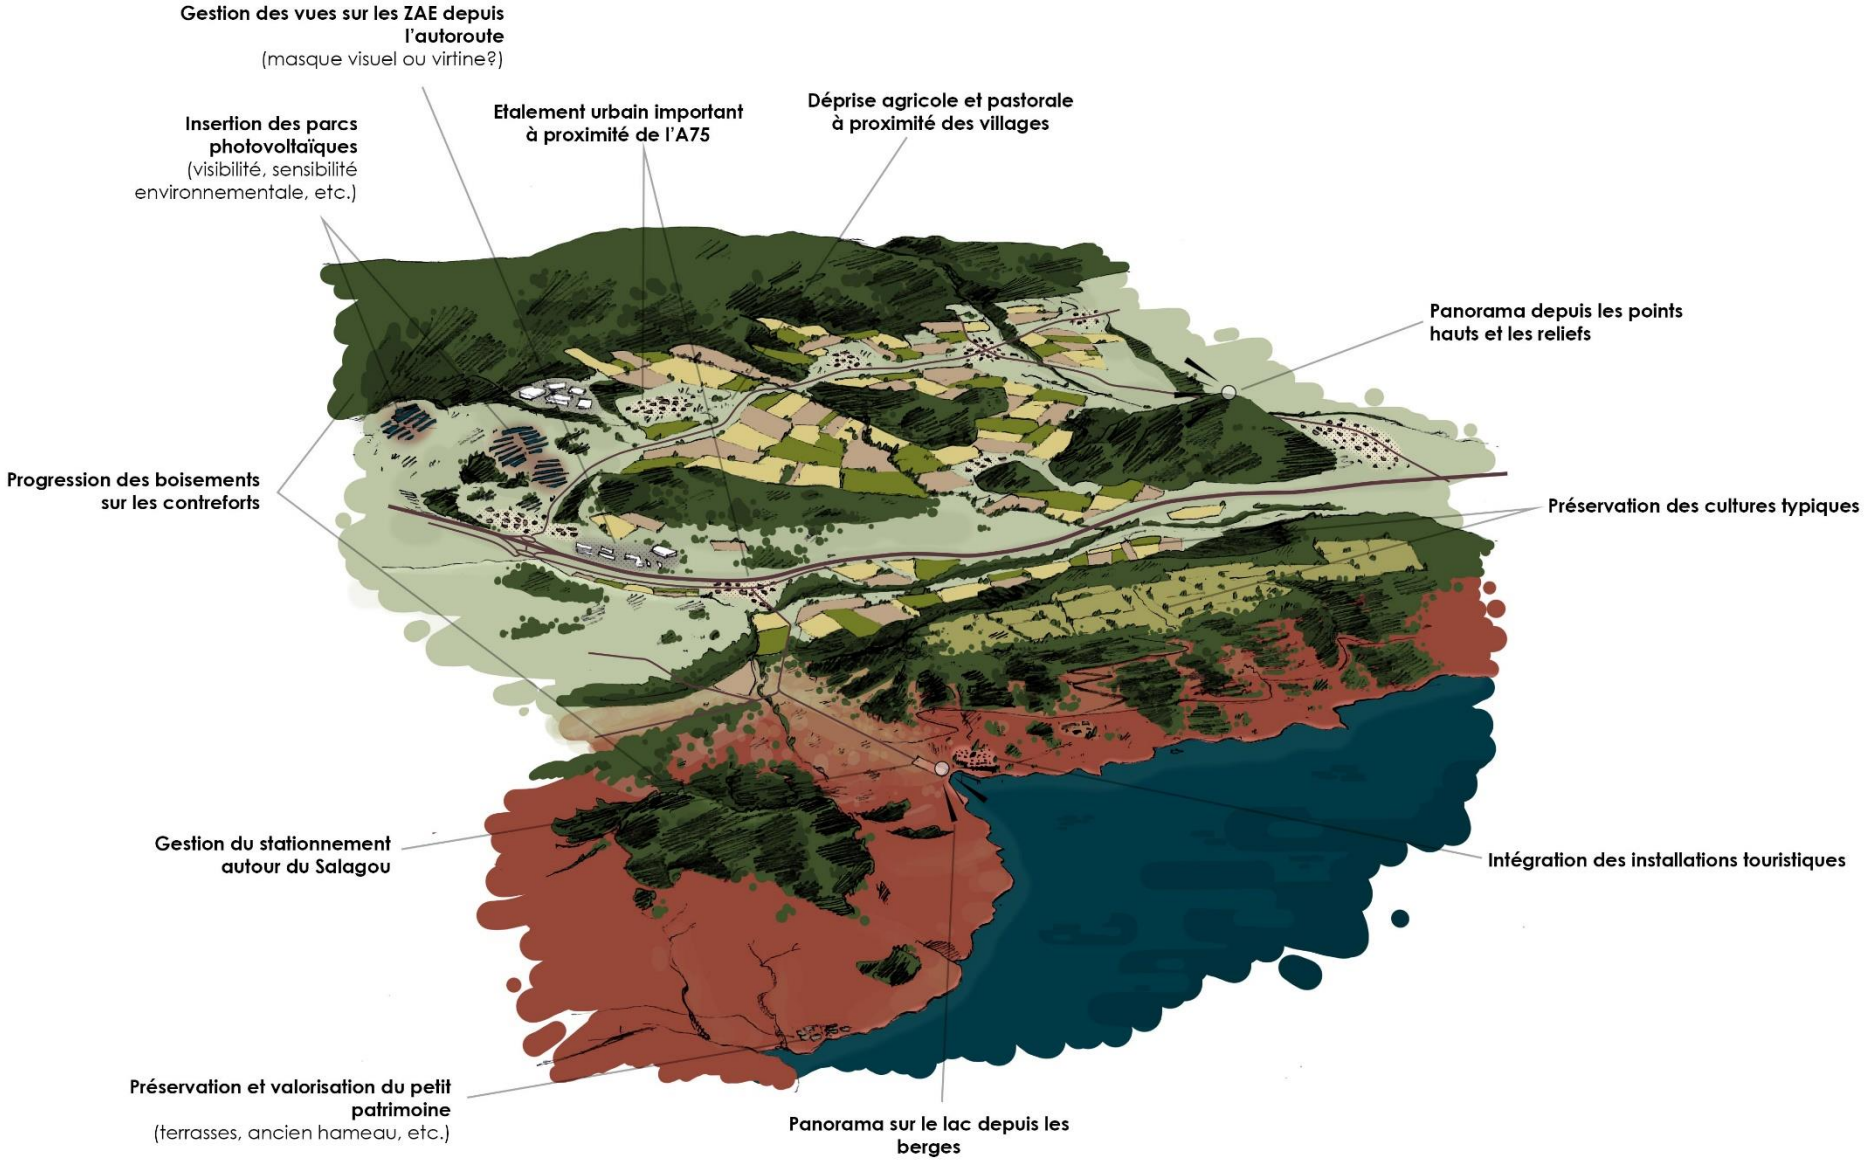 Gestion des vues sur les ZAE depuis
l'autoroute
(masque visuel ou virtine?)
Insertion des parcs
photovoltaïques
(visibilité, sensibilité
environnementale, etc.)
Etalement urbain important
à proximité de l'A75
Déprise agricole et pastorale
à proximité des villages
Panorama depuis les points
hauts et les reliefs
Progression des boisements
sur les contreforts
Préservation des cultures typiques
Gestion du stationnement
autour du Salagou
Intégration des installations touristiques
Préservation et valorisation du petit
patrimoine
(terrasses, ancien hameau, etc.)
Panorama sur le lac depuis les
berges